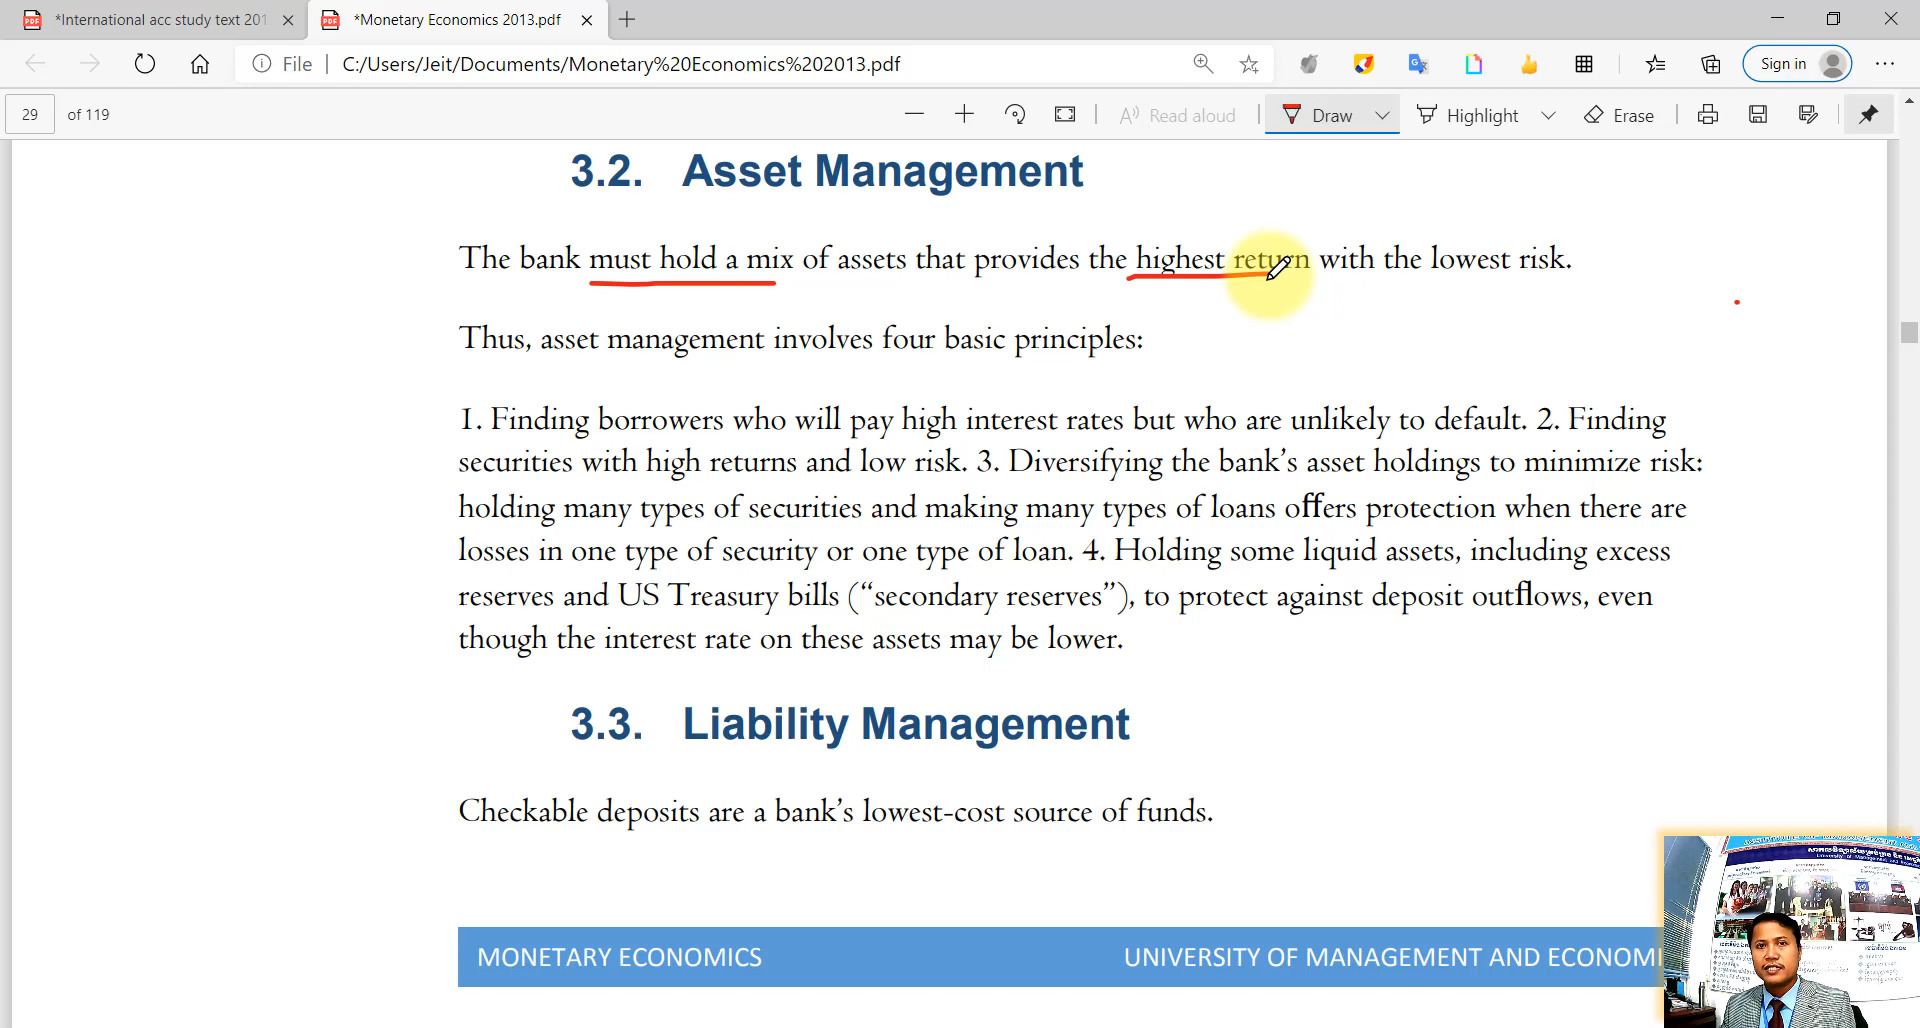 *International acc study text 201
*Monetary Economics 2013.pdf
File
C:/Users/Jeit/Documents/Monetary%20Economics%202013.pdf
Sign in
29 of 119
Read aloud
Draw
Highlight
Erase
3.2. Asset Management
The bank must hold a mix of assets that provides the highest return with the lowest risk.
Thus, asset management involves four basic principles:
1. Finding borrowers who will pay high interest rates but who are unlikely to default. 2. Finding
securities with high returns and low risk. 3. Diversifying the bank’s asset holdings to minimize risk:
holding many types of securities and making many types of loans offers protection when there are
losses in one type of security or one type of loan. 4. Holding some liquid assets, including excess
reserves and US Treasury bills (“secondary reserves”), to protect against deposit outflows, even
though the interest rate on these assets may be lower.
3.3. Liability Management
Checkable deposits are a bank’s lowest-cost source of funds.
MONETARY ECONOMICS
UNIVERSITY OF MANAGEMENT AND ECONOMI